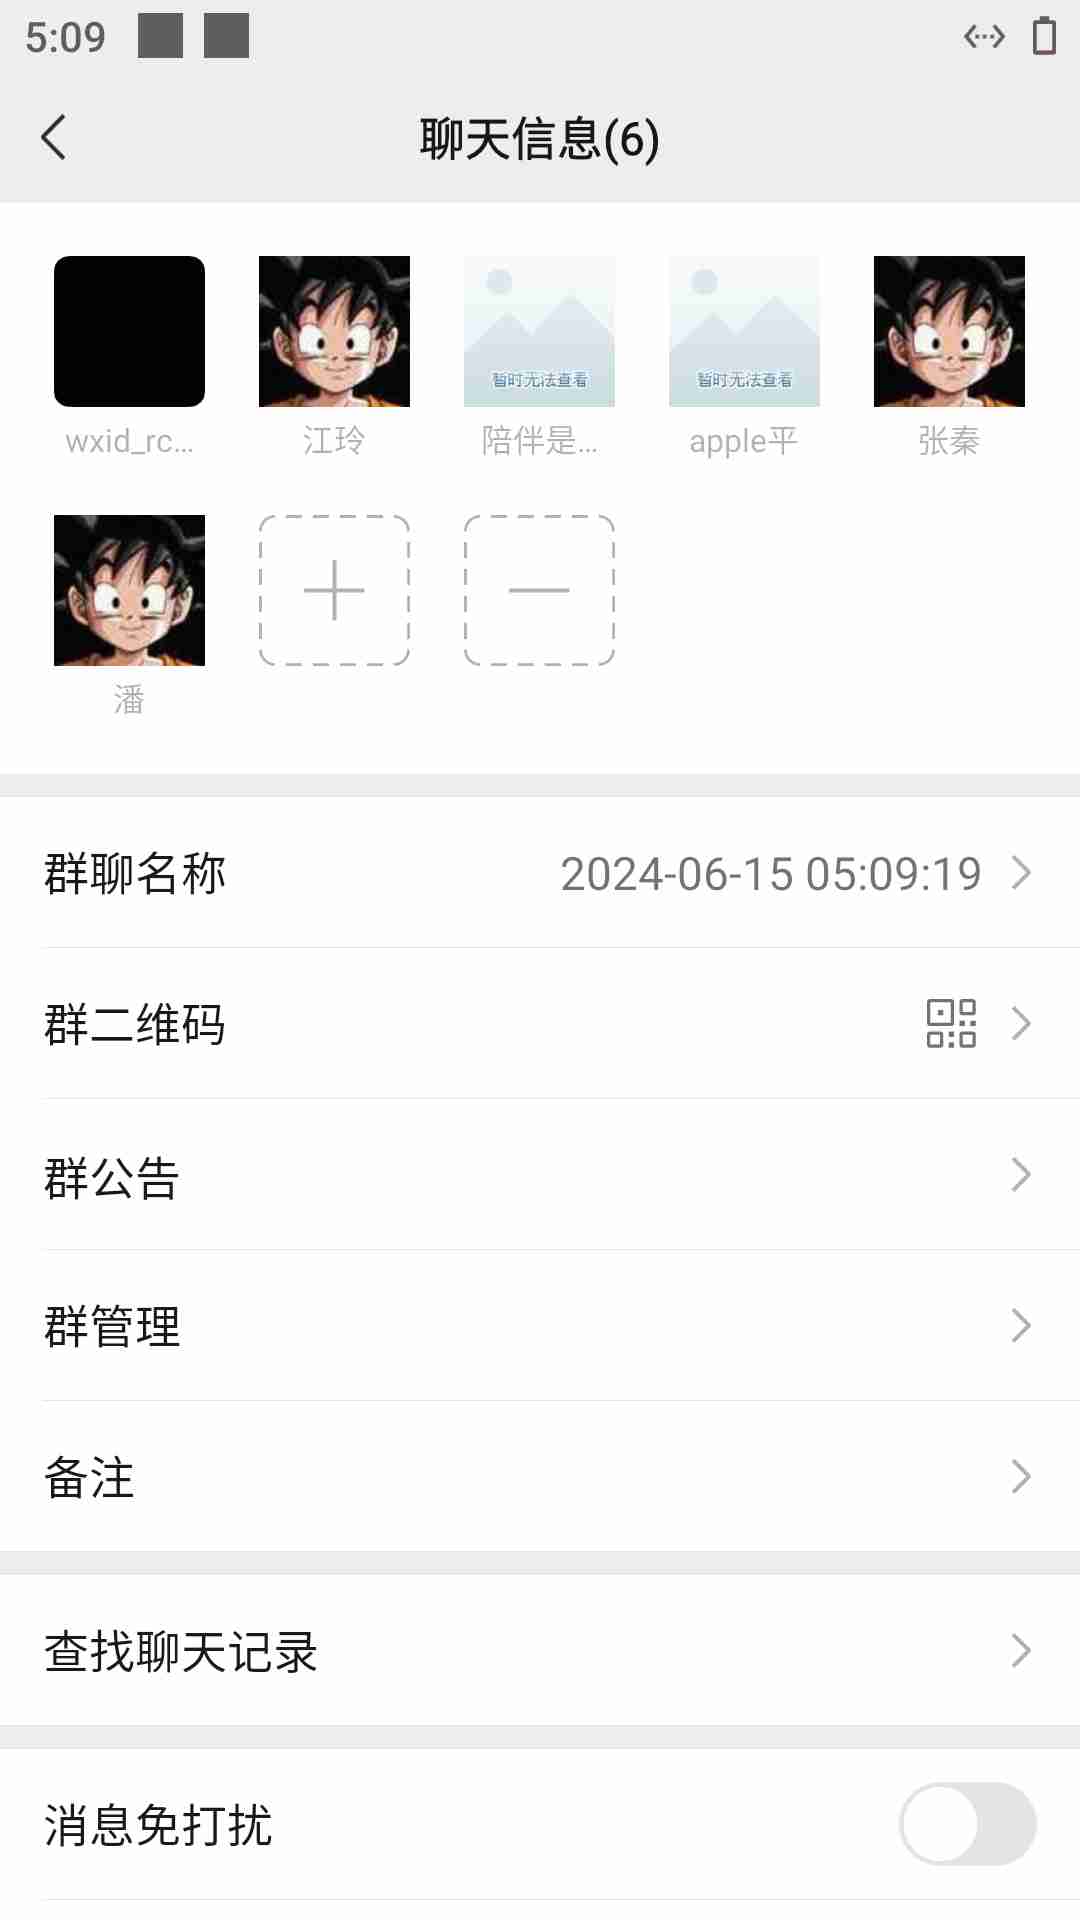 5:09
聊天信息(6)
暂时无法查看
暂时无法查看
wxid_rc...
江玲
陪伴是...
apple平
张秦
潘
群聊名称
2024-06-15 05:09:19
群二维码
群公告
群管理
备注
查找聊天记录
消息免打扰